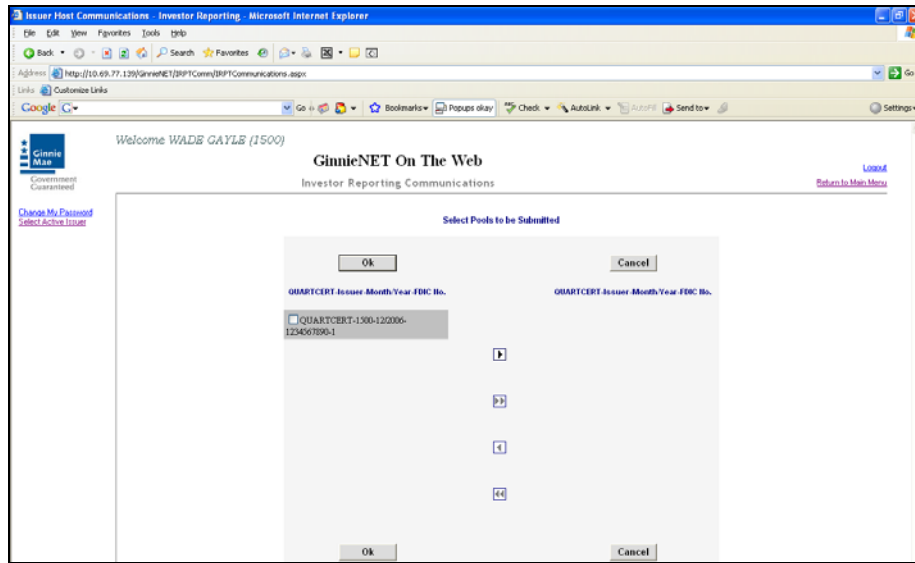 Issuer Host Communications - Investor Reporting - Microsoft Internet Explorer
File Edit View Favorites Tools Help
Back Search Favorites
Address http://10.69.77.139/GinnieNET/IRPTComm/IRPTCommunications.aspx Go
Links Customize Links
Google G Go Bookmarks Popups okay Check AutoLink AutoFill Send to Settings
Ginnie Mae
Government Guaranteed
Welcome WADE GAYLE (1500)
GinnieNET On The Web
Investor Reporting Communications
Logout
Return to Main Menu
Change My Password
Select Active Issuer
Select Pools to be Submitted
Ok Cancel
QUARTCERT-Issuer-Month/Year-FDIC No. QUARTCERT-Issuer-Month/Year-FDIC No.
QUARTCERT-1500-12/2006-
1234567890-1
Ok Cancel